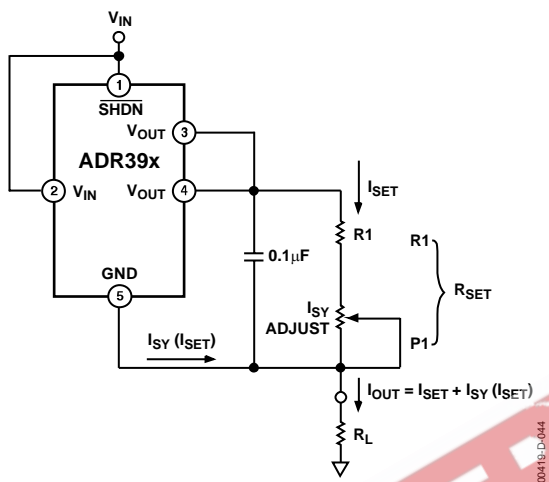 VIN
1
SHDN
VOUT 3
ADR39x
2 VIN
VOUT 4
ISET
R1
R1
0.1μF
RSET
GND
5
ISY
ADJUST
P1
ISY (ISET)
IOUT = ISET + ISY (ISET)
RL
00419-D-044